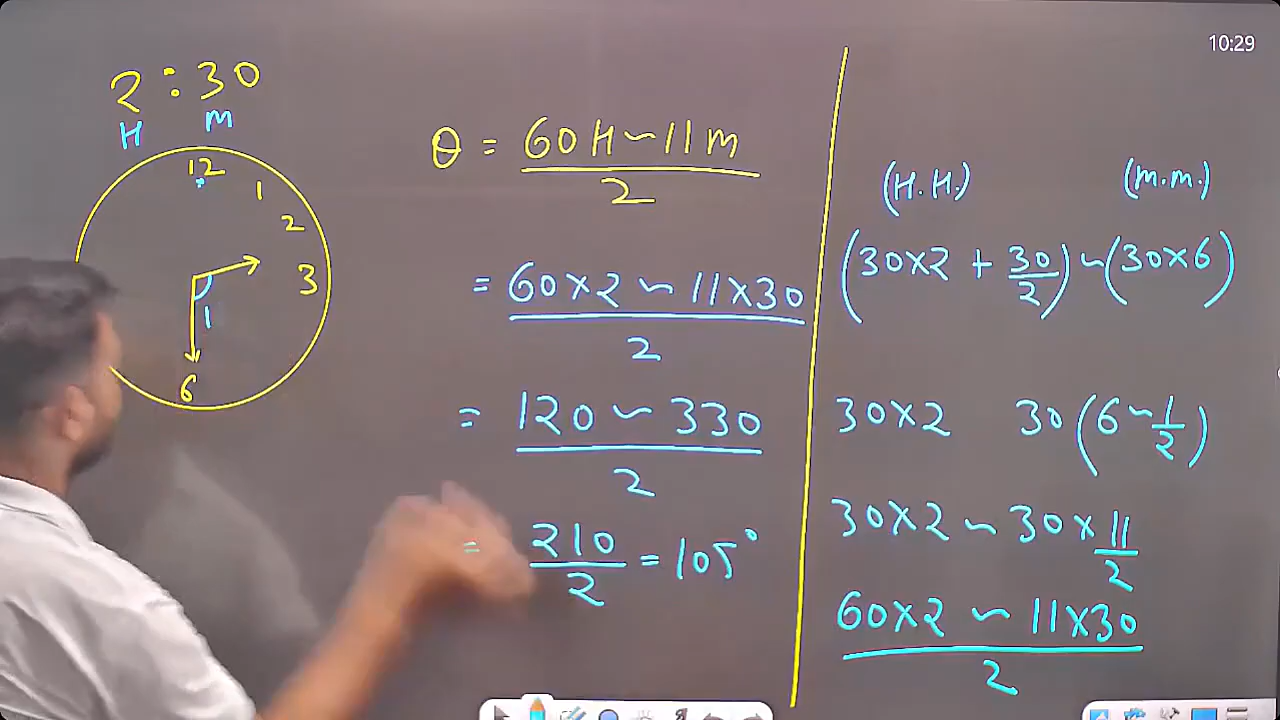 10:29
2:30
H M
12
1
2
3
1
6
θ = 60H ~ 11m / 2
= 60×2 ~ 11×30 / 2
= 120 ~ 330 / 2
= 210 / 2 = 105°
(H.H.) (m.m.)
(30×2 + 30/2) ~ (30×6)
30×2 30(6 ~ 1/2)
30×2 ~ 30× 11/2
60×2 ~ 11×30 / 2